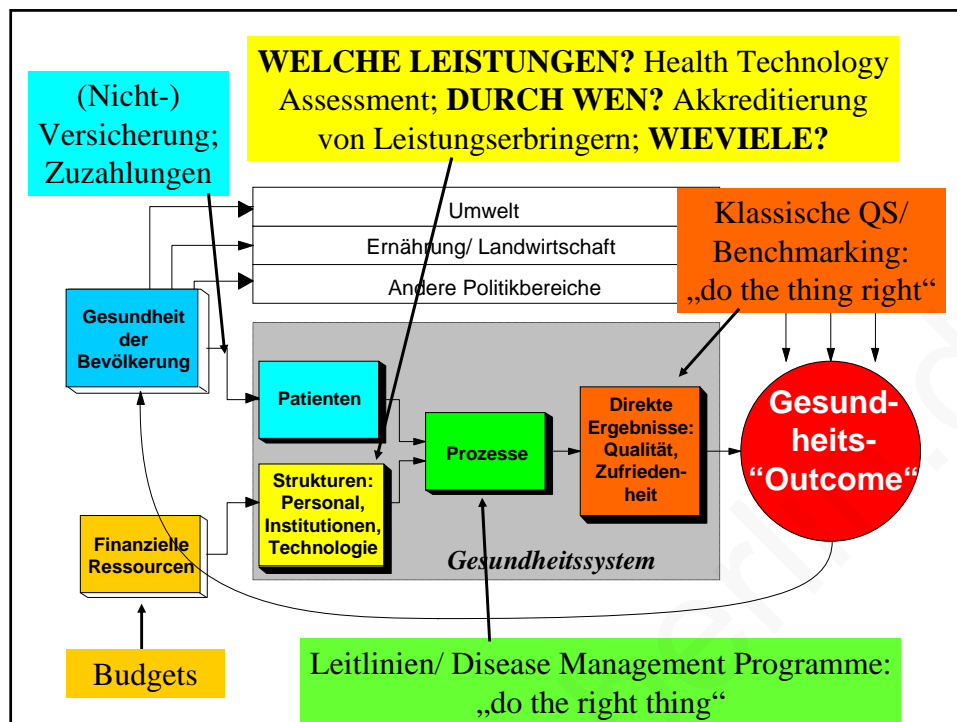 WELCHE LEISTUNGEN? Health Technology
Assessment; DURCH WEN? Akkreditierung
von Leistungserbringern; WIEVIELE?
(Nicht-)
Versicherung;
Zuzahlungen
Umwelt
Ernährung/ Landwirtschaft
Andere Politikbereiche
Klassische QS/
Benchmarking:
„do the thing right“
Gesundheit
der
Bevölkerung
Patienten
Strukturen:
Personal,
Institutionen,
Technologie
Prozesse
Direkte
Ergebnisse:
Qualität,
Zufrieden-
heit
Gesund-
heits-
“Outcome“
Finanzielle
Ressourcen
Gesundheitssystem
Budgets
Leitlinien/ Disease Management Programme:
„do the right thing“